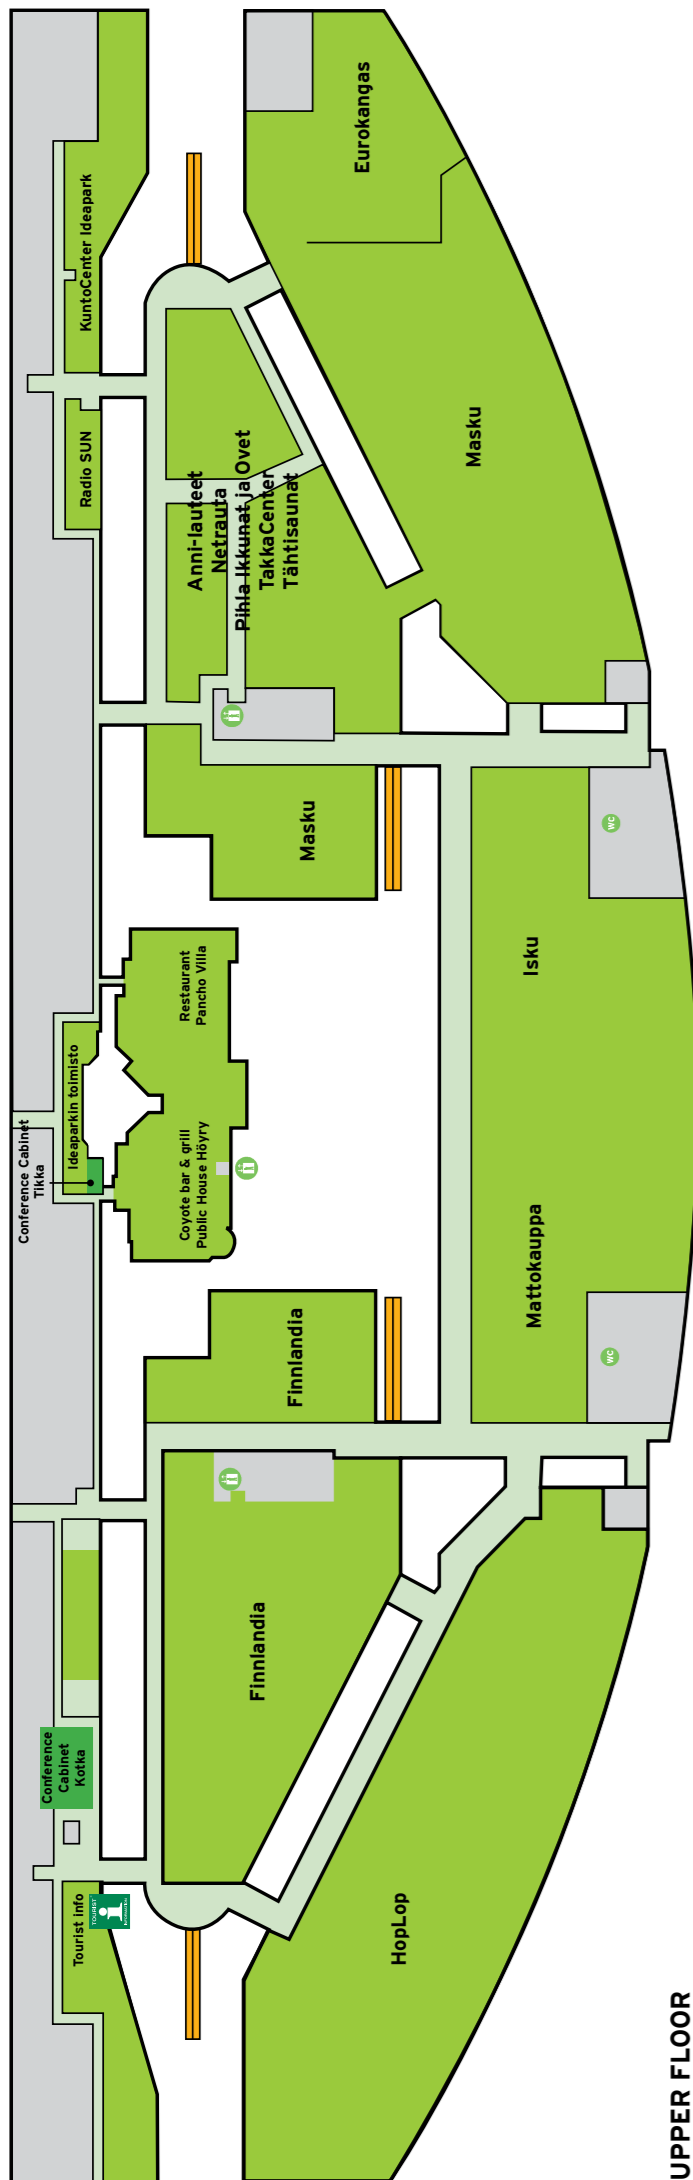 Eurokangas
KuntoCenter Ideapark
Masku
Radio SUN
Anni-lauteet
Netrauta
Pihla Ikkunat ja Ovet
TakkaCenter
Tähtisaunat
Masku
WC
Isku
Restaurant
Pancho Villa
Ideaparkin toimisto
Conference Cabinet
Tikka
Coyote bar & grill
Public House Höyry
Mattokauppa
Finnlandia
WC
Finnlandia
Conference
Cabinet
Kotka
Tourist info
TOURIST
i
INFORMATION
HopLop
UPPER FLOOR